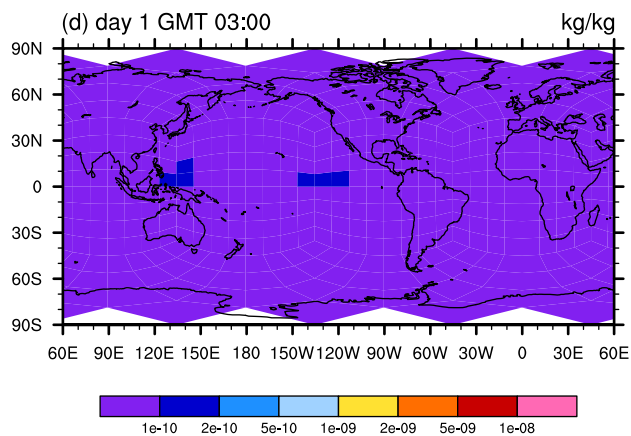 (d) day 1 GMT 03:00 kg/kg
90N
60N
30N
0
30S
60S
90S
60E 90E 120E 150E 180 150W 120W 90W 60W 30W 0 30E 60E
1e-10 2e-10 5e-10 1e-09 2e-09 5e-09 1e-08